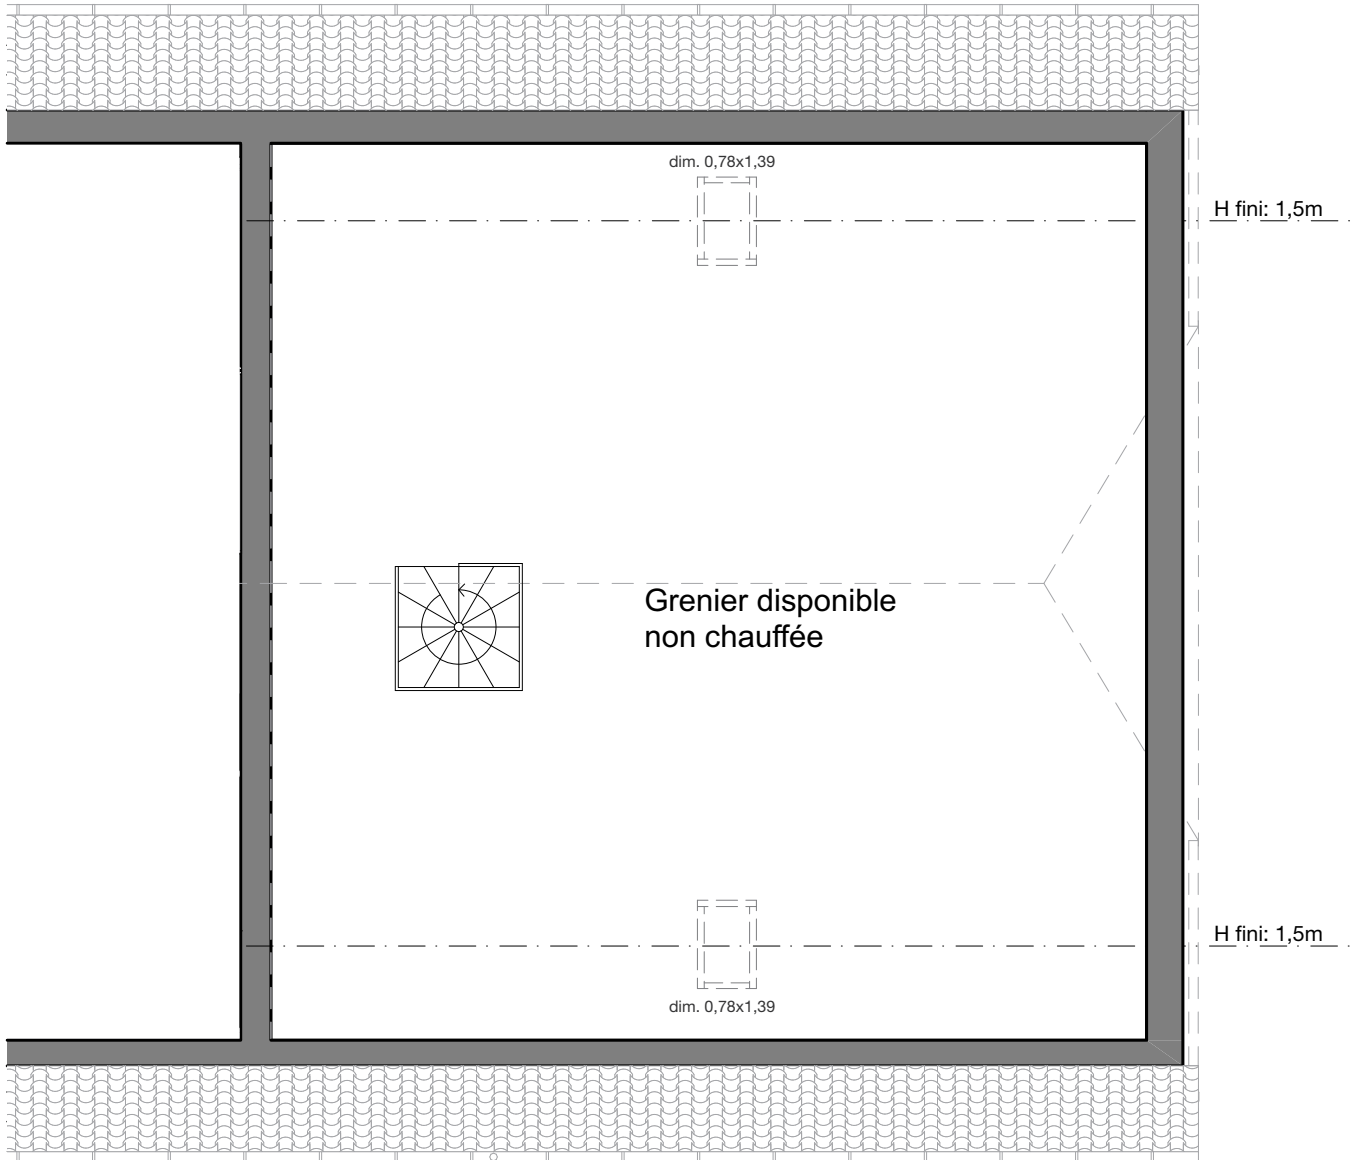 dim. 0,78x1,39
H fini: 1,5m
Grenier disponible
non chauffée
H fini: 1,5m
dim. 0,78x1,39